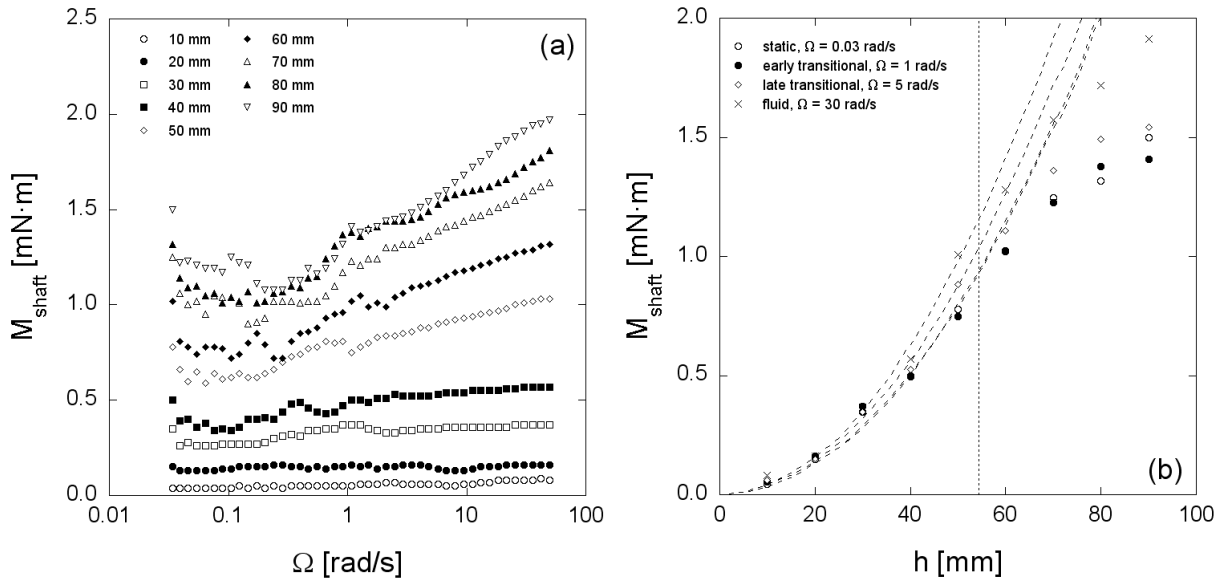 2.5
2.0
1.5
1.0
0.5
0.0
0.01
0.1
1
10
100
M_shaft [mN·m]
Ω [rad/s]
(a)
10 mm
20 mm
30 mm
40 mm
50 mm
60 mm
70 mm
80 mm
90 mm
2.0
1.5
1.0
0.5
0.0
0
20
40
60
80
100
M_shaft [mN·m]
h [mm]
(b)
static, Ω = 0.03 rad/s
early transitional, Ω = 1 rad/s
late transitional, Ω = 5 rad/s
fluid, Ω = 30 rad/s